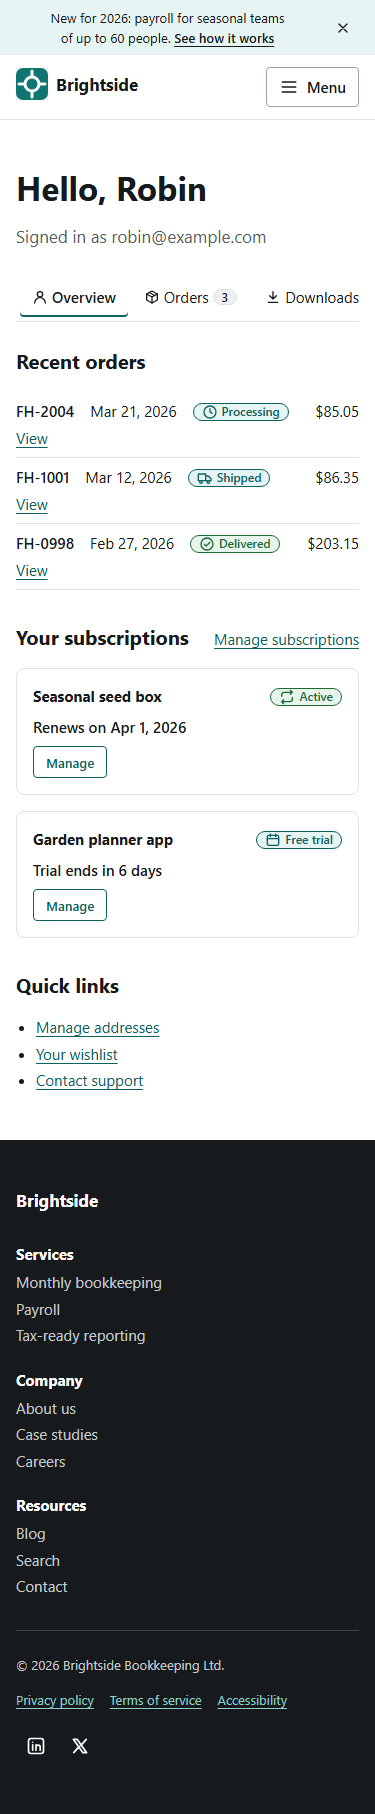 New for 2026: payroll for seasonal teams
of up to 60 people. See how it works
Brightside
Menu
Hello, Robin
Signed in as robin@example.com
Overview Orders 3 Downloads
Recent orders
FH-2004 Mar 21, 2026 Processing $85.05
View
FH-1001 Mar 12, 2026 Shipped $86.35
View
FH-0998 Feb 27, 2026 Delivered $203.15
View
Your subscriptions Manage subscriptions
Seasonal seed box Active
Renews on Apr 1, 2026
Manage
Garden planner app Free trial
Trial ends in 6 days
Manage
Quick links
Manage addresses
Your wishlist
Contact support
Brightside
Services
Monthly bookkeeping
Payroll
Tax-ready reporting
Company
About us
Case studies
Careers
Resources
Blog
Search
Contact
© 2026 Brightside Bookkeeping Ltd.
Privacy policy Terms of service Accessibility